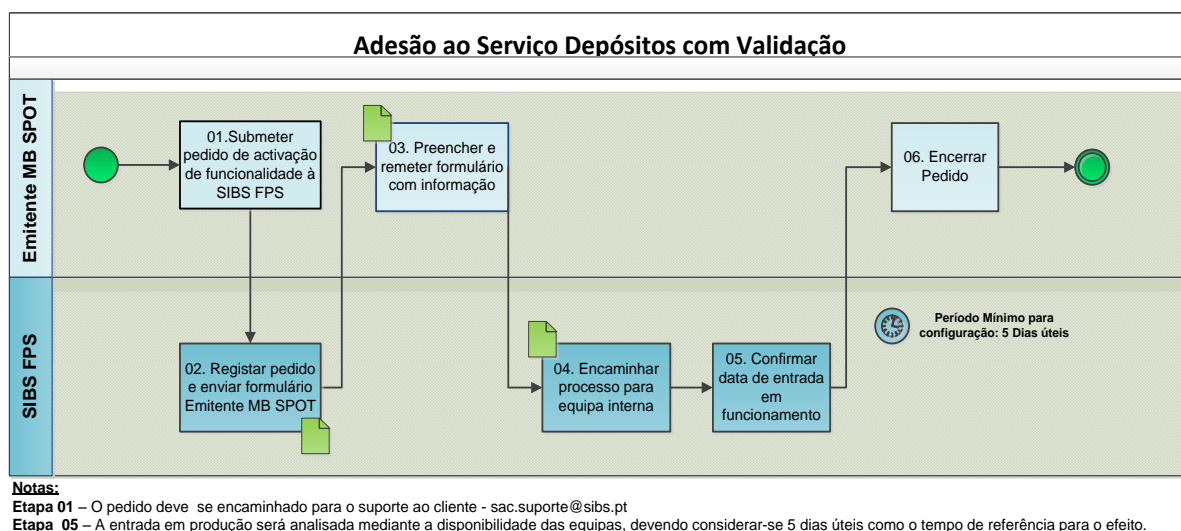 Adesão ao Serviço Depósitos com Validação
Emitente MB SPOT
01.Submeter
pedido de activação
de funcionalidade à
SIBS FPS
03. Preencher e
remeter formulário
com informação
06. Encerrar
Pedido
SIBS FPS
02. Registar pedido
e enviar formulário
Emitente MB SPOT
04. Encaminhar
processo para
equipa interna
05. Confirmar
data de entrada
em
funcionamento
Período Mínimo para
configuração: 5 Dias úteis
Notas:
Etapa 01 – O pedido deve  se encaminhado para o suporte ao cliente - sac.suporte@sibs.pt
Etapa  05 – A entrada em produção será analisada mediante a disponibilidade das equipas, devendo considerar-se 5 dias úteis como o tempo de referência para o efeito.